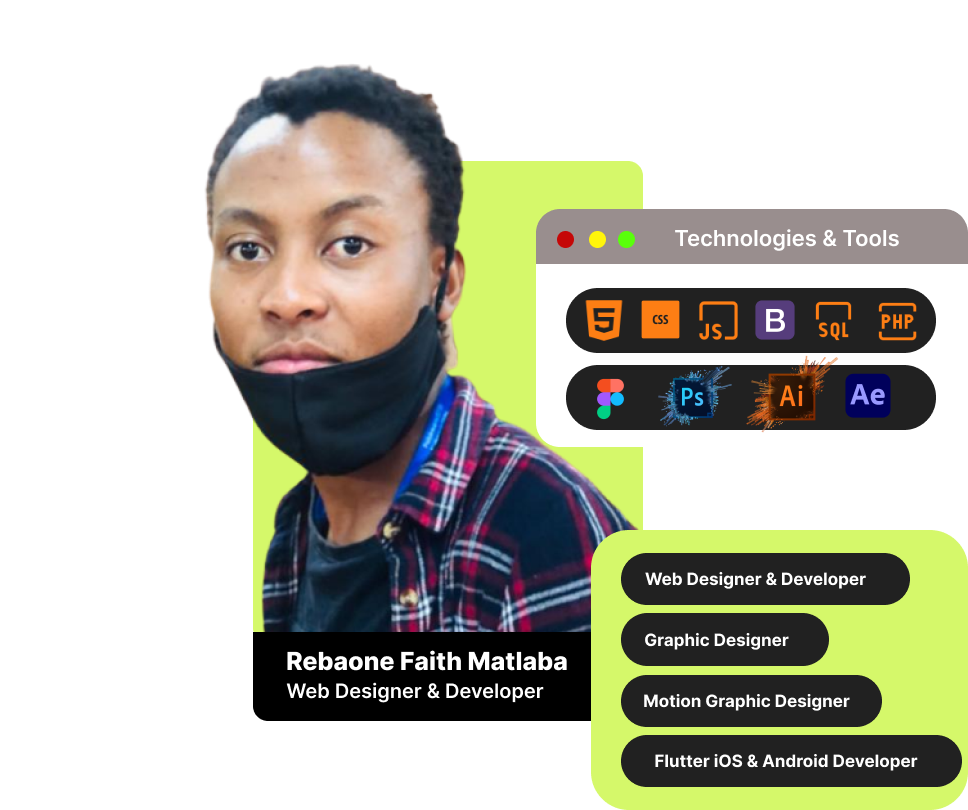 Technologies & Tools
5 CSS JS B SQL PHP
Ps Ai Ae
Web Designer & Developer
Graphic Designer
Motion Graphic Designer
Flutter iOS & Android Developer
Rebaone Faith Matlaba
Web Designer & Developer